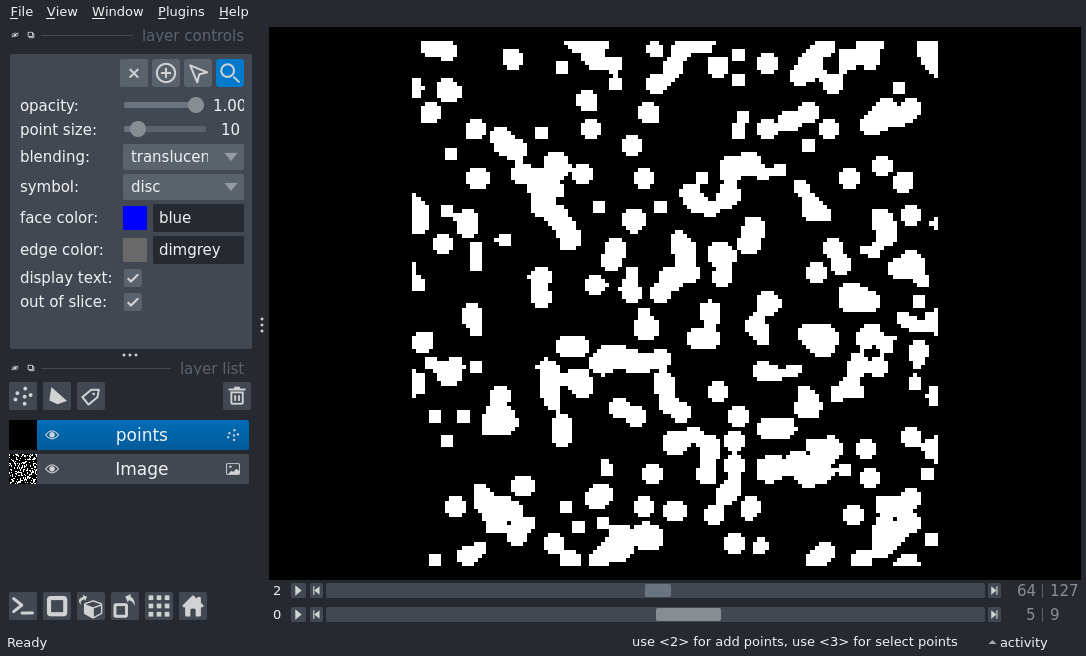 File View Window Plugins Help
layer controls
opacity: 1.00
point size: 10
blending: translucen
symbol: disc
face color: blue
edge color: dimgrey
display text:
out of slice:
layer list
points
Image
2 64 | 127
0 5 | 9
Ready use <2> for add points, use <3> for select points activity